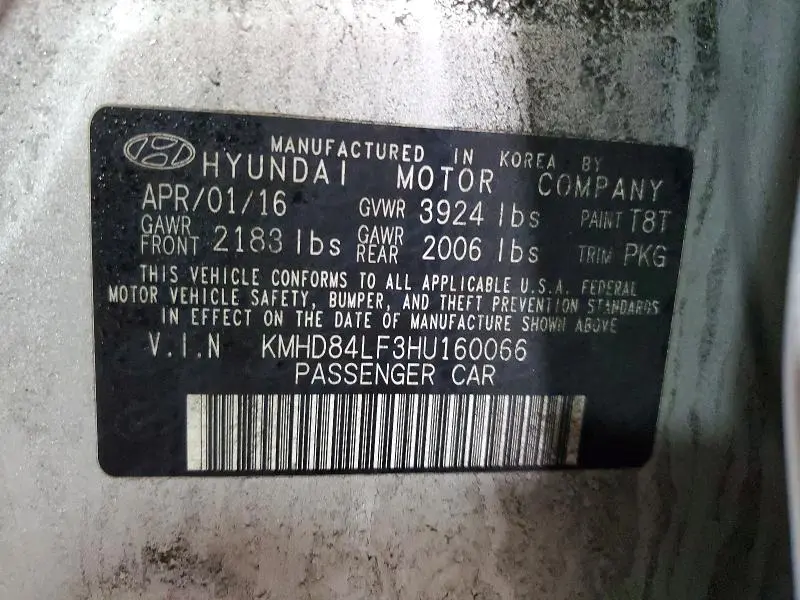 MANUFACTURED IN KOREA BY
HYUNDAI MOTOR COMPANY
APR/01/16 GVWR 3924 lbs PAINT T8T
GAWR FRONT 2183 lbs GAWR REAR 2006 lbs TRIM PKG
THIS VEHICLE CONFORMS TO ALL APPLICABLE U.S.A. FEDERAL
MOTOR VEHICLE SAFETY, BUMPER, AND THEFT PREVENTION STANDARDS
IN EFFECT ON THE DATE OF MANUFACTURE SHOWN ABOVE
V.I.N KMHD84LF3HU160066
PASSENGER CAR